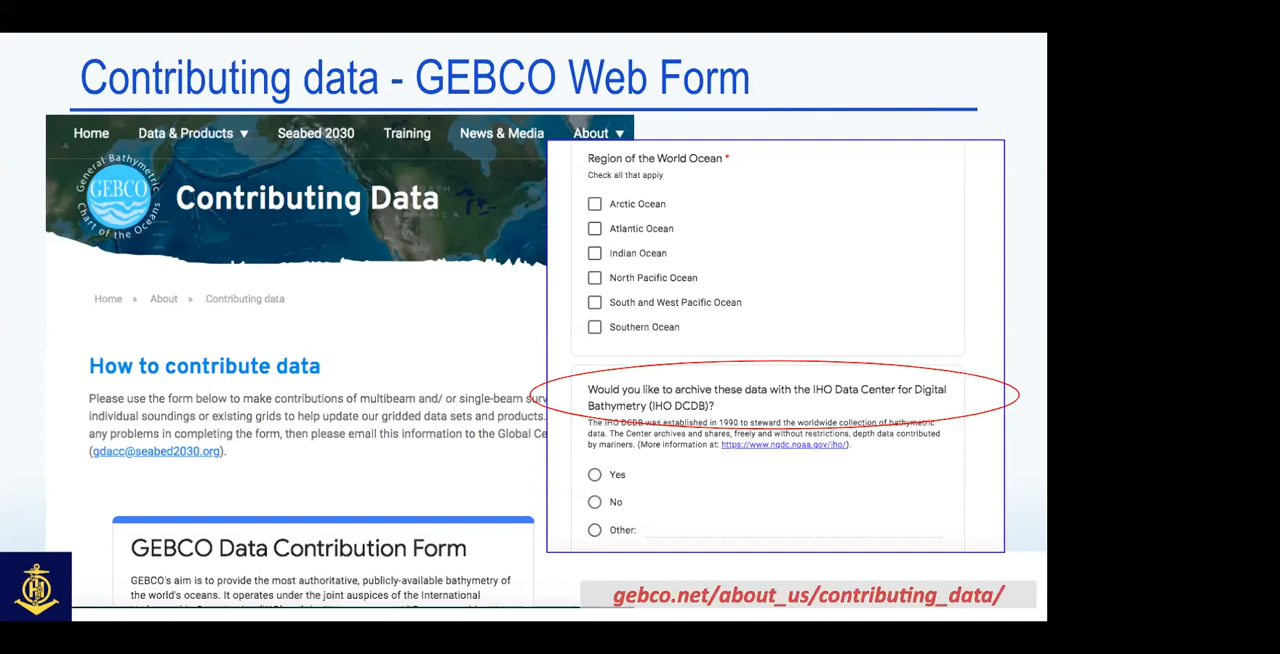 Contributing data - GEBCO Web Form
Home Data & Products ▼ Seabed 2030 Training News & Media About ▼
General Bathymetric
GEBCO
Chart of the Oceans
Contributing Data
Home » About » Contributing data
How to contribute data
Please use the form below to make contributions of multibeam and/ or single-beam
individual soundings or existing grids to help update our gridded data sets and products.
any problems in completing the form, then please email this information to the Global
(gdacc@seabed2030.org).
GEBCO Data Contribution Form
GEBCO's aim is to provide the most authoritative, publicly-available bathymetry of
the world's oceans. It operates under the joint auspices of the International
Region of the World Ocean *
Check all that apply
Arctic Ocean
Atlantic Ocean
Indian Ocean
North Pacific Ocean
South and West Pacific Ocean
Southern Ocean
Would you like to archive these data with the IHO Data Center for Digital
Bathymetry (IHO DCDB)?
The IHO DCDB was established in 1990 to steward the worldwide collection of bathymetric
data. The Center archives and shares, freely and without restrictions, depth data contributed
by mariners. (More information at: https://www.ngdc.noaa.gov/iho/).
Yes
No
Other:
gebco.net/about_us/contributing_data/